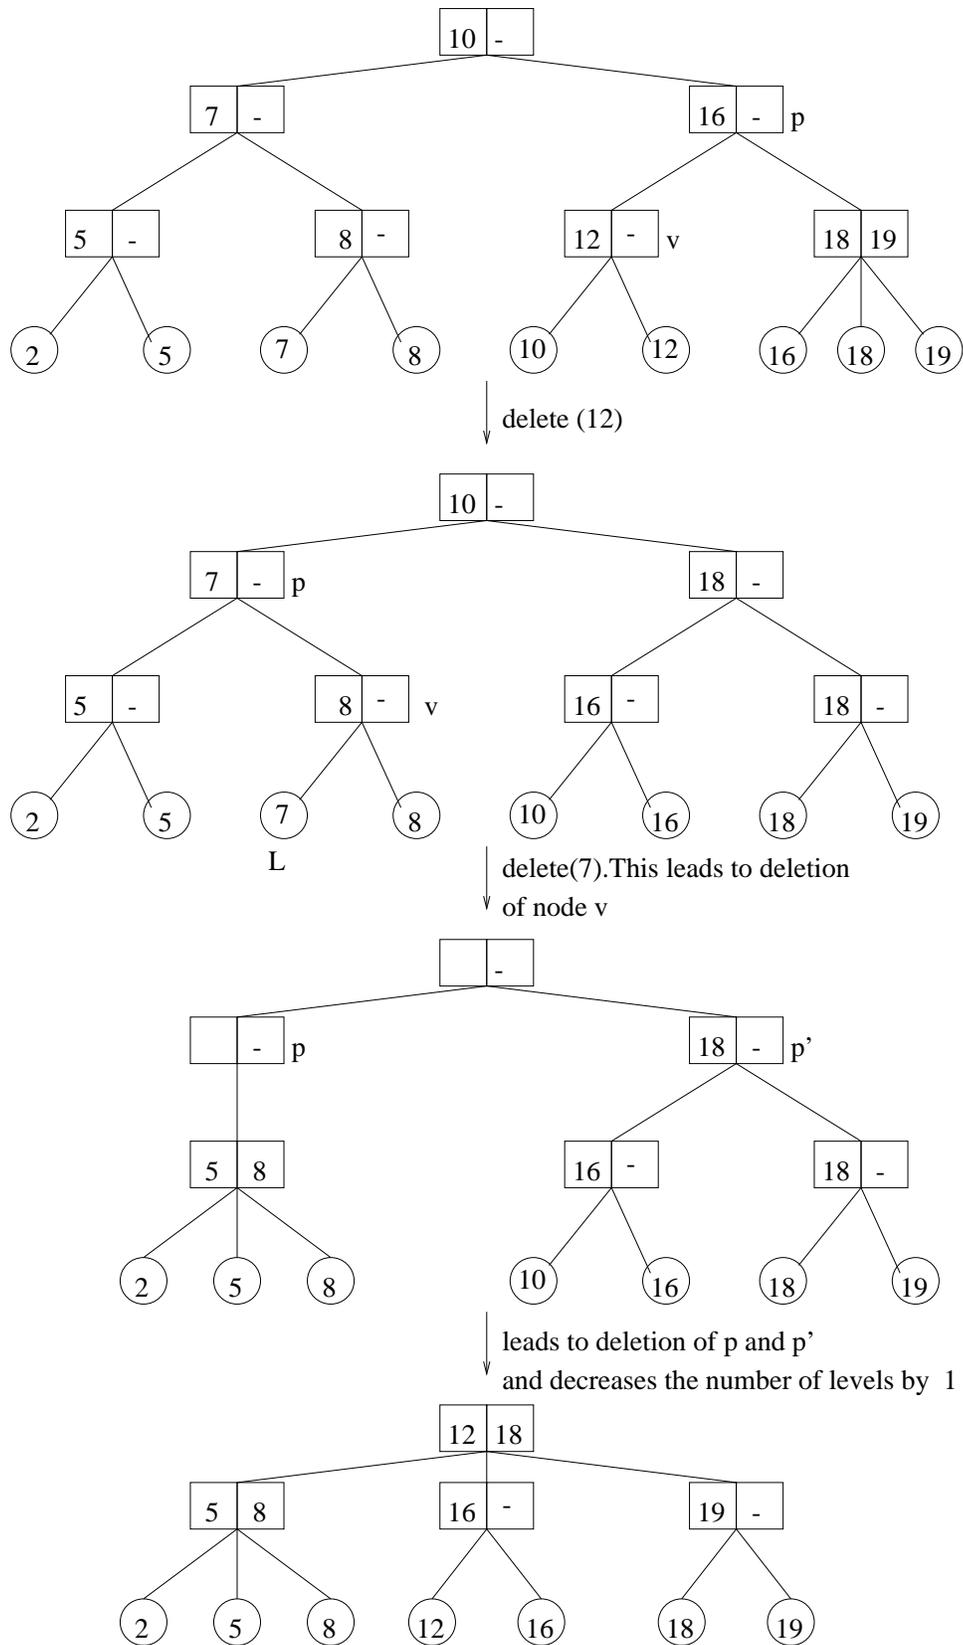 10 -
7 - 16 - p
5 - 8 - 12 - v 18 19
2 5 7 8 10 12 16 18 19
delete (12)
10 -
7 - p 18 -
5 - 8 - v 16 - 18 -
2 5 7 8 10 16 18 19
L
delete(7).This leads to deletion
of node v
-
- p 18 - p’
5 8 16 - 18 -
2 5 8 10 16 18 19
leads to deletion of p and p’
and decreases the number of levels by 1
12 18
5 8 16 - 19 -
2 5 8 12 16 18 19